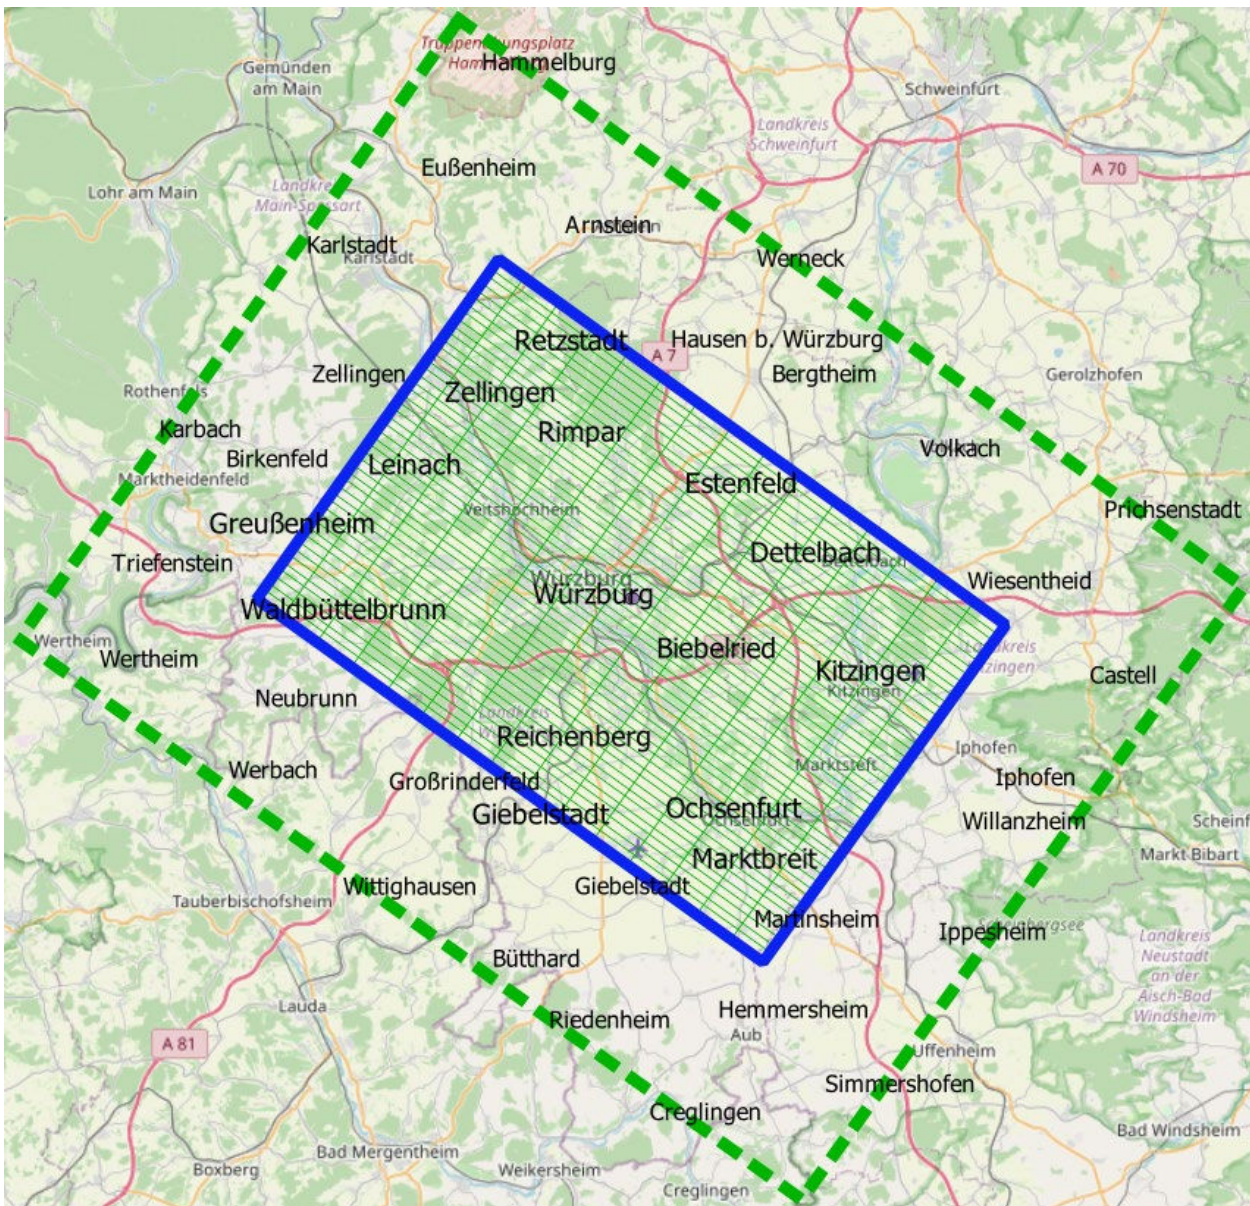 Truppenübungsplatz
Hammelburg
Gemünden
am Main
Schweinfurt
Landkreis
Schweinfurt
A 70
Eußenheim
Lohr am Main
Landkreis
Main-Spessart
Arnstein
Karlstadt
Karlstadt
Werneck
Retzstadt
Hausen b. Würzburg
A 7
Zellingen
Bergtheim
Gerolzhofen
Rothenfels
Zellingen
Karbach
Rimpar
Birkenfeld
Leinach
Volkach
Marktheidenfeld
Estenfeld
Veitshöchheim
Prichsenstadt
Greußenheim
Triefenstein
Dettelbach
Dettelbach
Würzburg
Würzburg
Wiesentheid
Waldbüttelbrunn
Wertheim
Wertheim
Biebelried
Landkreis
Kitzingen
Kitzingen
Kitzingen
Castell
Neubrunn
Reichenberg
Iphofen
Marktsteft
Werbach
Iphofen
Großrinderfeld
Giebelstadt
Ochsenfurt
Ochsenfurt
Willanzheim
Marktbreit
Markt Bibart
Wittighausen
Giebelstadt
Tauberbischofsheim
Martinsheim
Ippesheim
Landkreis
Neustadt
an der
Aisch-Bad
Windsheim
Bütthard
Lauda
Riedenheim
Hemmersheim
Aub
A 81
Uffenheim
Simmershofen
Creglingen
Bad Windsheim
Bad Mergentheim
Boxberg
Weikersheim
Creglingen